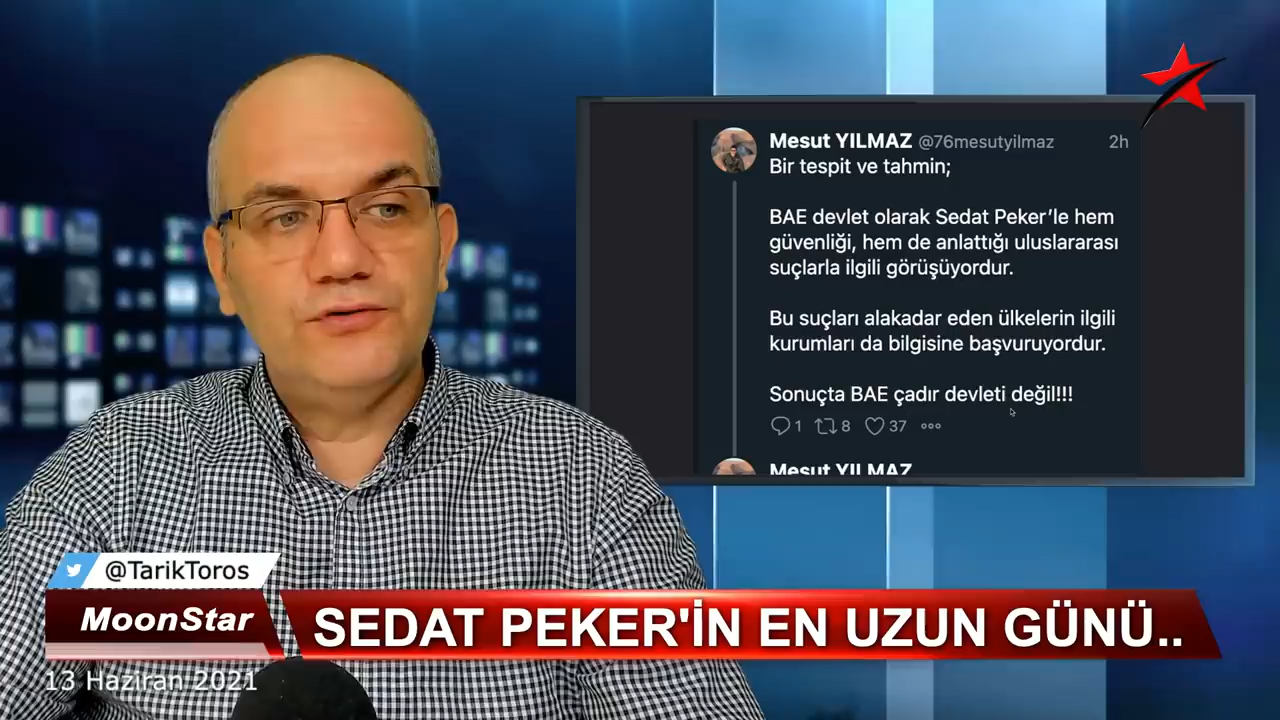 Mesut YILMAZ @76mesutyilmaz 2h
Bir tespit ve tahmin;
BAE devlet olarak Sedat Peker’le hem
güvenliği, hem de anlattığı uluslararası
suçlarla ilgili görüşüyordur.
Bu suçları alakadar eden ülkelerin ilgili
kurumları da bilgisine başvuruyordur.
Sonuçta BAE çadır devleti değil!!!
1 8 37
Mesut YILMAZ
@TarikToros
MoonStar
SEDAT PEKER'İN EN UZUN GÜNÜ..
13 Haziran 2021